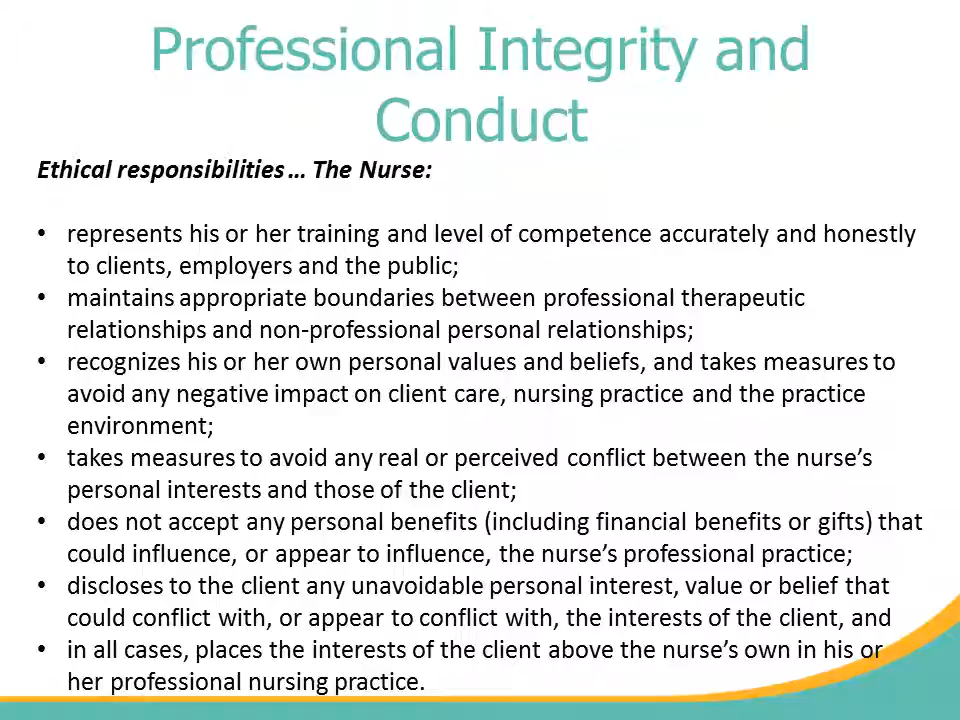 Professional Integrity and
Conduct
Ethical responsibilities … The Nurse:
• represents his or her training and level of competence accurately and honestly
to clients, employers and the public;
• maintains appropriate boundaries between professional therapeutic
relationships and non-professional personal relationships;
• recognizes his or her own personal values and beliefs, and takes measures to
avoid any negative impact on client care, nursing practice and the practice
environment;
• takes measures to avoid any real or perceived conflict between the nurse’s
personal interests and those of the client;
• does not accept any personal benefits (including financial benefits or gifts) that
could influence, or appear to influence, the nurse’s professional practice;
• discloses to the client any unavoidable personal interest, value or belief that
could conflict with, or appear to conflict with, the interests of the client, and
• in all cases, places the interests of the client above the nurse’s own in his or
her professional nursing practice.